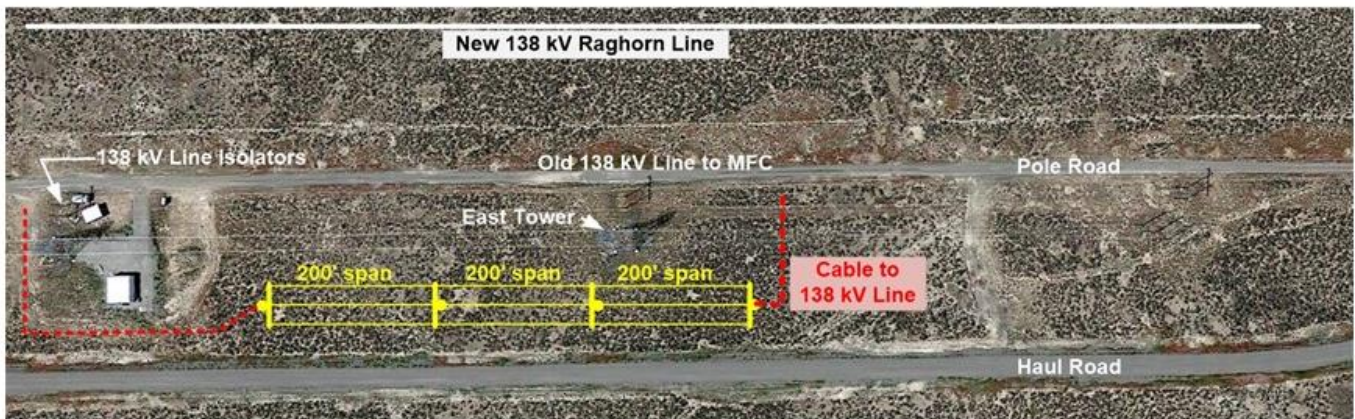 New 138 kV Raghorn Line
138 kV Line Isolators
Old 138 kV Line to MFC
Pole Road
East Tower
200' span
200' span
200' span
Cable to
138 kV Line
Haul Road